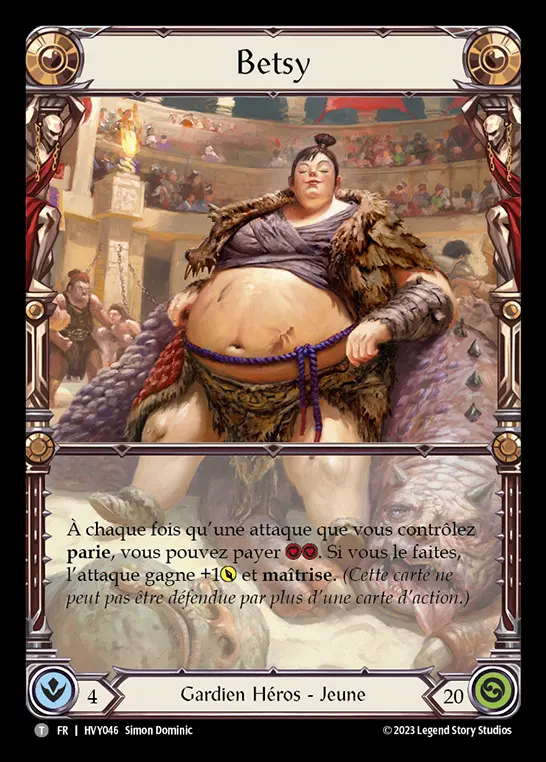 Betsy
À chaque fois qu'une attaque que vous contrôlez
parie, vous pouvez payer. Si vous le faites,
l'attaque gagne +1 et maîtrise. (Cette carte ne
peut pas être défendue par plus d'une carte d'action.)
4
Gardien Héros - Jeune
20
T FR | HVY046 Simon Dominic
© 2023 Legend Story Studios